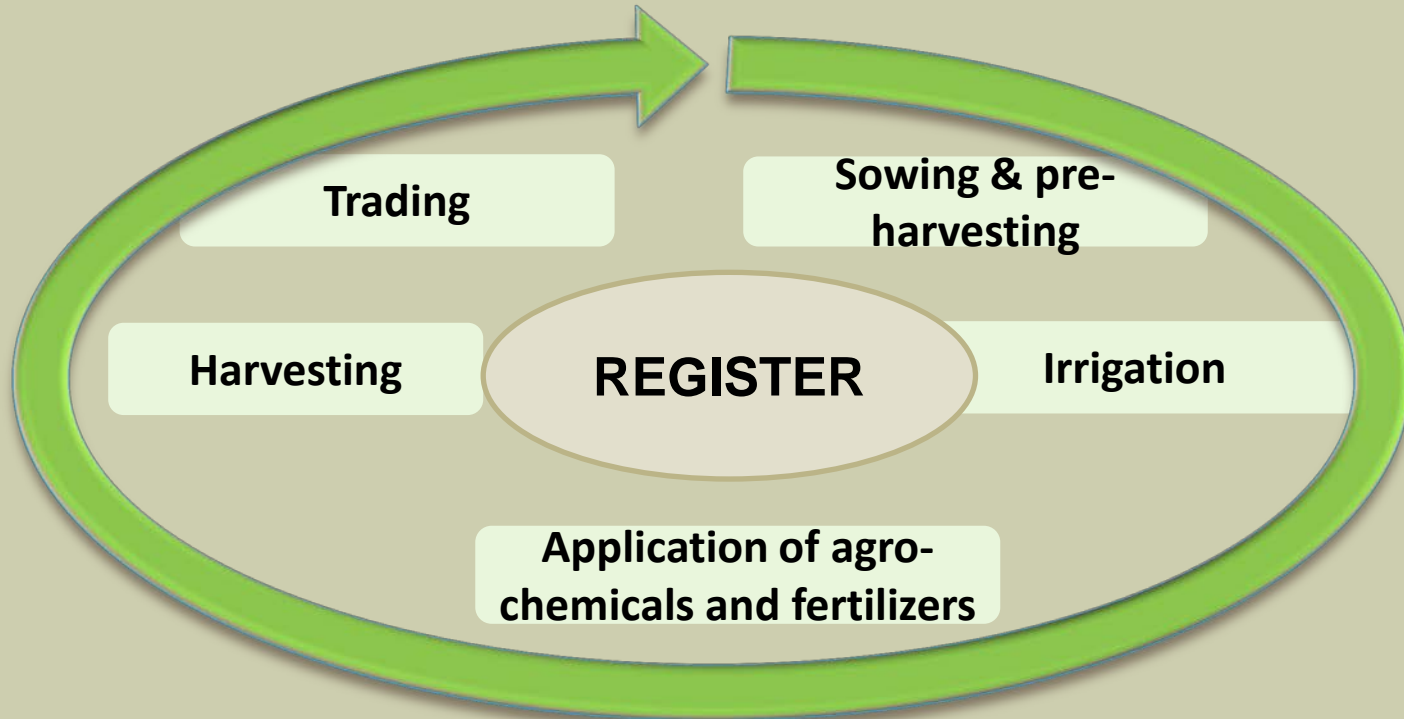 Trading
Sowing & pre-
harvesting
Harvesting
REGISTER
Irrigation
Application of agro-
chemicals and fertilizers